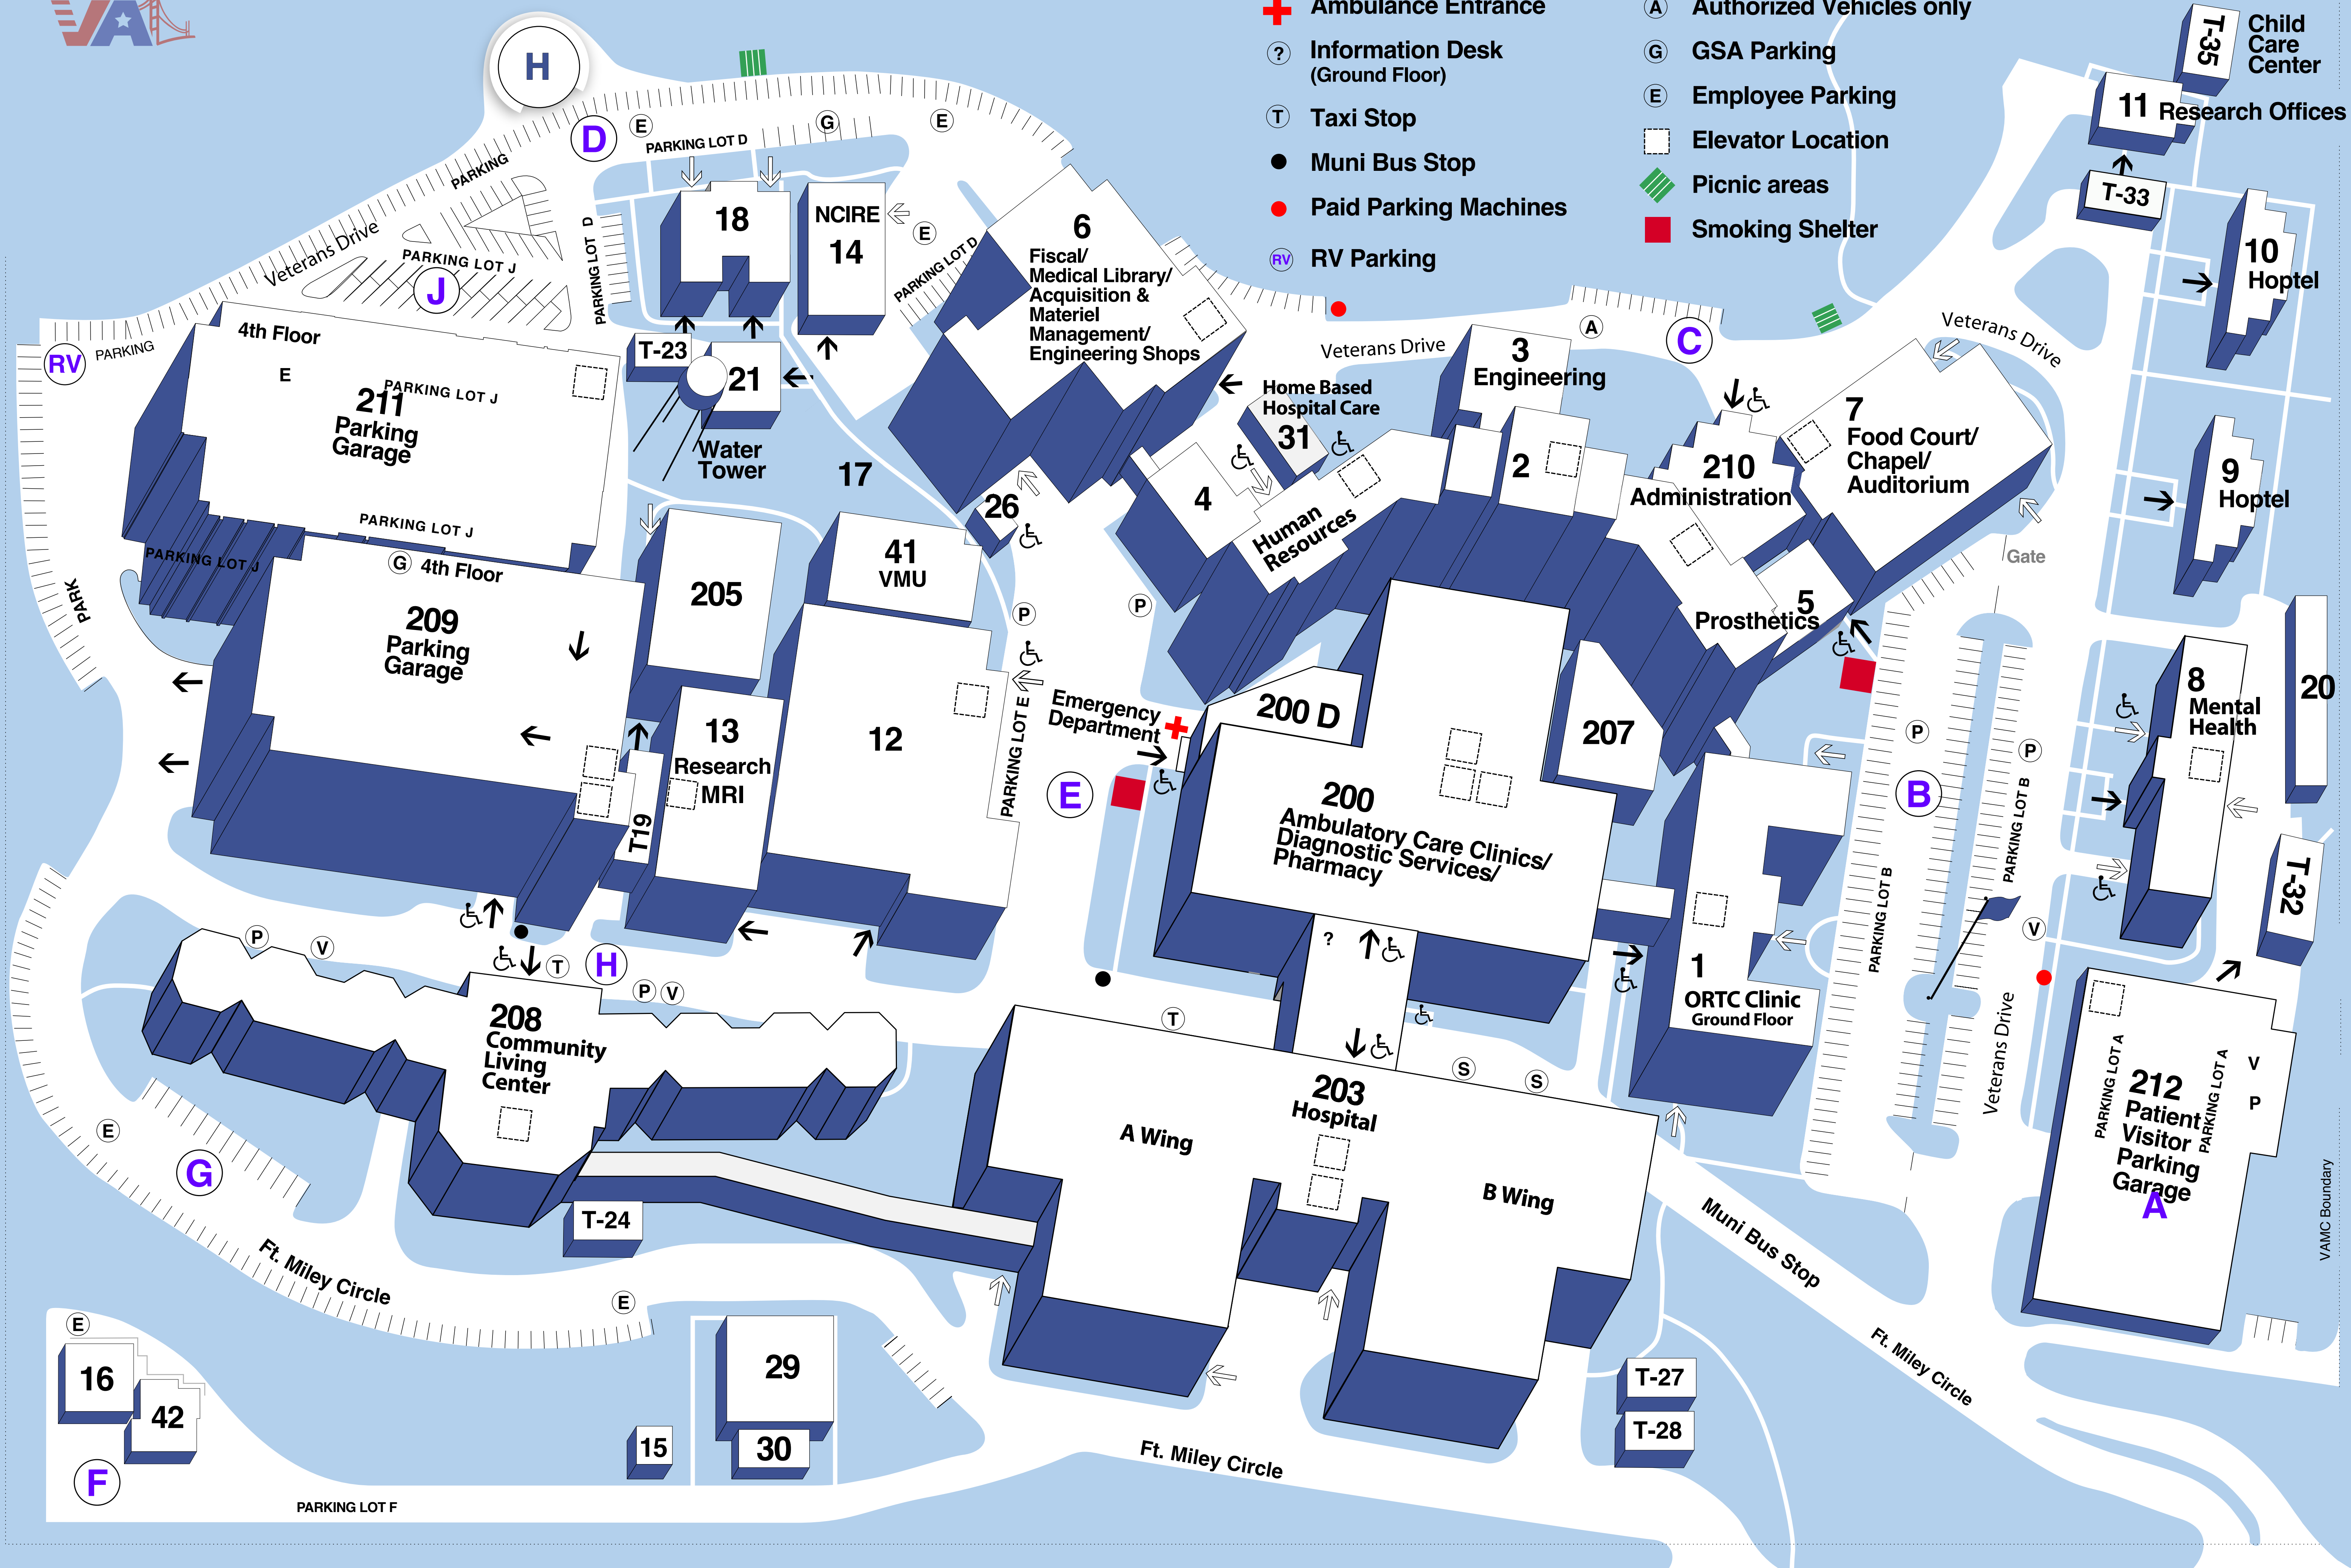 VA
H
Ambulance Entrance
? Information Desk
(Ground Floor)
T Taxi Stop
Muni Bus Stop
Paid Parking Machines
RV RV Parking
A Authorized Vehicles only
G GSA Parking
E Employee Parking
Elevator Location
Picnic areas
Smoking Shelter
T-35
Child
Care
Center
11 Research Offices
T-33
10
Hoptel
9
Hoptel
D
E
G
E
PARKING LOT D
PARKING
Veterans Drive
PARKING LOT J
J
PARKING LOT D
18
NCIRE
14
E
PARKING LOT D
6
Fiscal/
Medical Library/
Acquisition &
Materiel
Management/
Engineering Shops
RV
PARKING
4th Floor
E
PARKING LOT J
211
Parking
Garage
PARKING LOT J
PARKING LOT J
PARK
T-23
21
Water
Tower
17
26
Home Based
Hospital Care
31
4
Human
Resources
Veterans Drive
A
C
3
Engineering
2
210
Administration
7
Food Court/
Chapel/
Auditorium
Veterans Drive
Gate
5
Prosthetics
G 4th Floor
209
Parking
Garage
205
41
VMU
P
P
13
Research
MRI
T19
12
PARKING LOT E
E
Emergency
Department
200 D
207
200
Ambulatory Care Clinics/
Diagnostic Services/
Pharmacy
?
1
ORTC Clinic
Ground Floor
P
B
P
PARKING LOT B
PARKING LOT B
V
Veterans Drive
8
Mental
Health
20
T-32
P
V
T
H
P
V
208
Community
Living
Center
T
S
S
203
Hospital
A Wing
B Wing
212
Patient
Visitor
Parking
Garage
A
PARKING LOT A
PARKING LOT A
V
P
VAMC Boundary
E
G
T-24
Ft. Miley Circle
E
Muni Bus Stop
Ft. Miley Circle
E
16
42
F
PARKING LOT F
15
29
30
Ft. Miley Circle
T-27
T-28